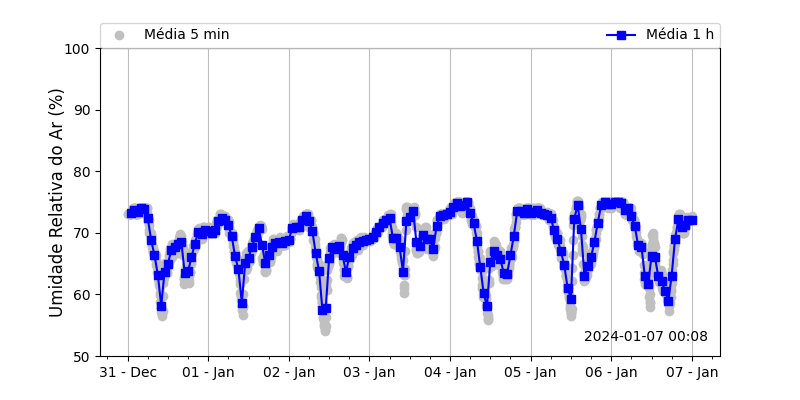 Média 5 min
Média 1 h
100
90
80
70
60
50
Umidade Relativa do Ar (%)
2024-01-07 00:08
31 - Dec
01 - Jan
02 - Jan
03 - Jan
04 - Jan
05 - Jan
06 - Jan
07 - Jan